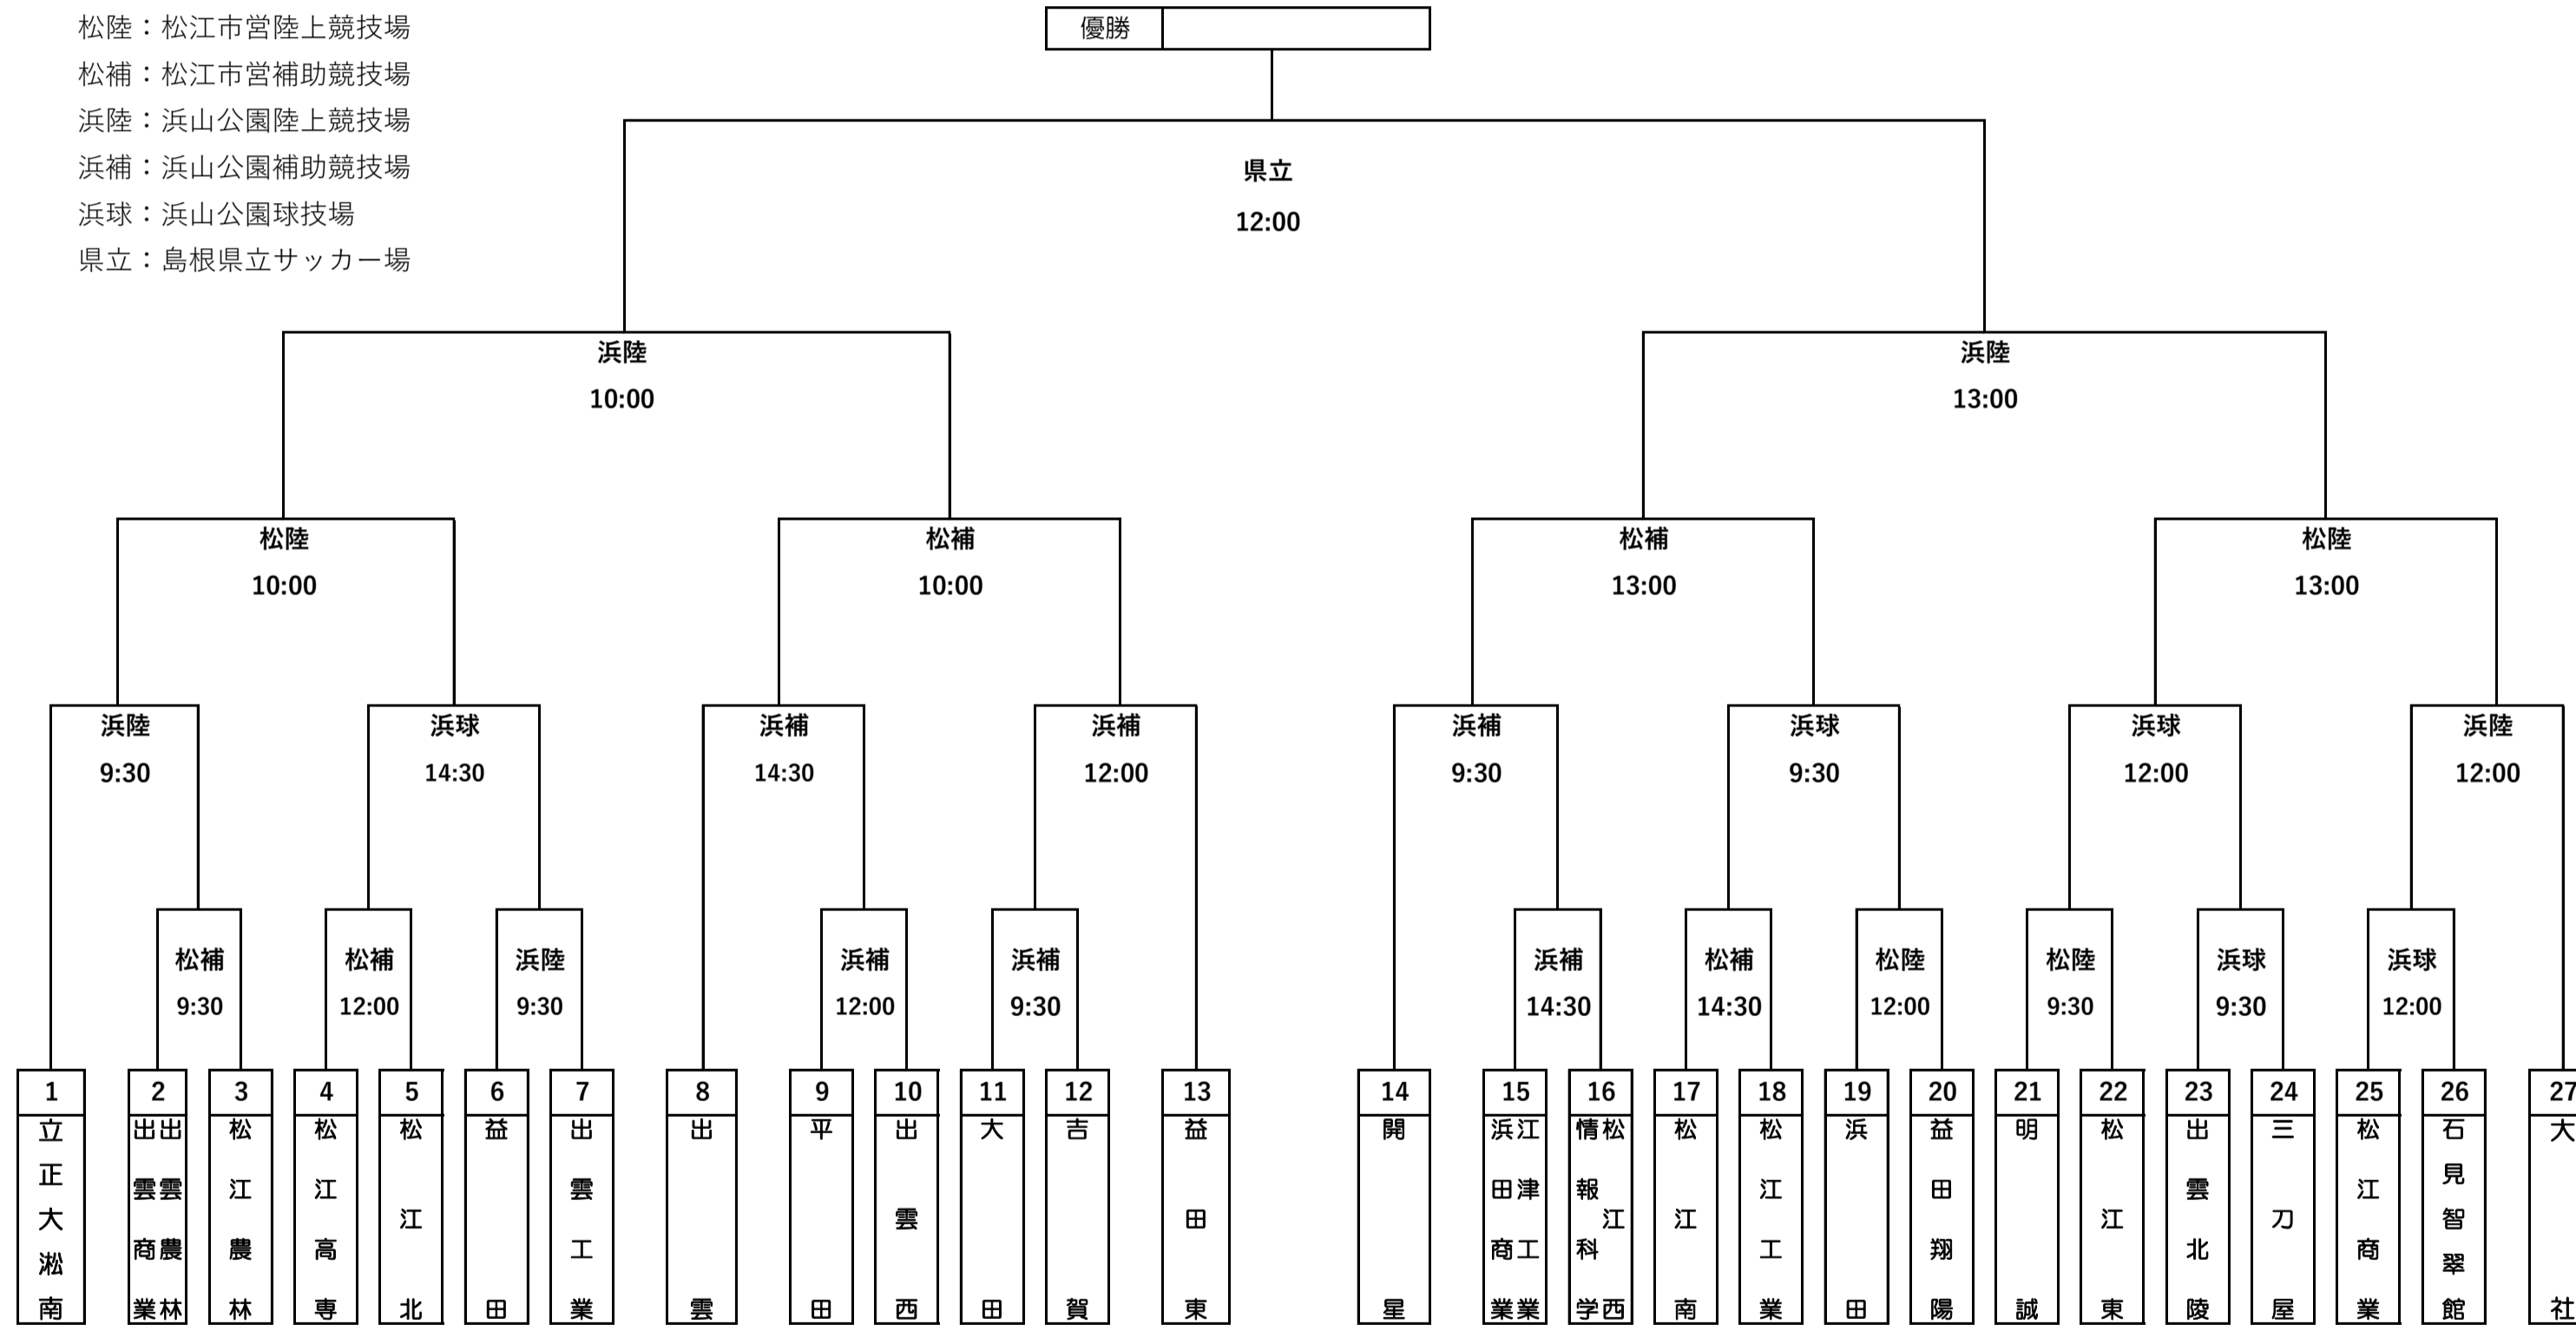 松陸：松江市営陸上競技場
松補：松江市営補助競技場
浜陸：浜山公園陸上競技場
浜補：浜山公園補助競技場
浜球：浜山公園球技場
県立：島根県立サッカー場
優勝
県立
12:00
浜陸
10:00
浜陸
13:00
松陸
10:00
松補
10:00
松補
13:00
松陸
13:00
浜陸
9:30
浜球
14:30
浜補
14:30
浜補
12:00
浜補
9:30
浜球
9:30
浜球
12:00
浜陸
12:00
松補
9:30
松補
12:00
浜陸
9:30
浜補
12:00
浜補
9:30
浜補
14:30
松補
14:30
松陸
12:00
松陸
9:30
浜球
9:30
浜球
12:00
1
立正大淞南
2
出雲農林
出雲商業
3
松江農林
4
松江高専
5
松江北
6
益田
7
出雲工業
8
出雲
9
平田
10
出雲西
11
大田
12
吉賀
13
益田東
14
開星
15
江津工業
浜田商業
16
松江西
情報科学
17
松江南
18
松江工業
19
浜田
20
益田翔陽
21
明誠
22
松江東
23
出雲北陵
24
三刀屋
25
松江商業
26
石見智翠館
27
大社